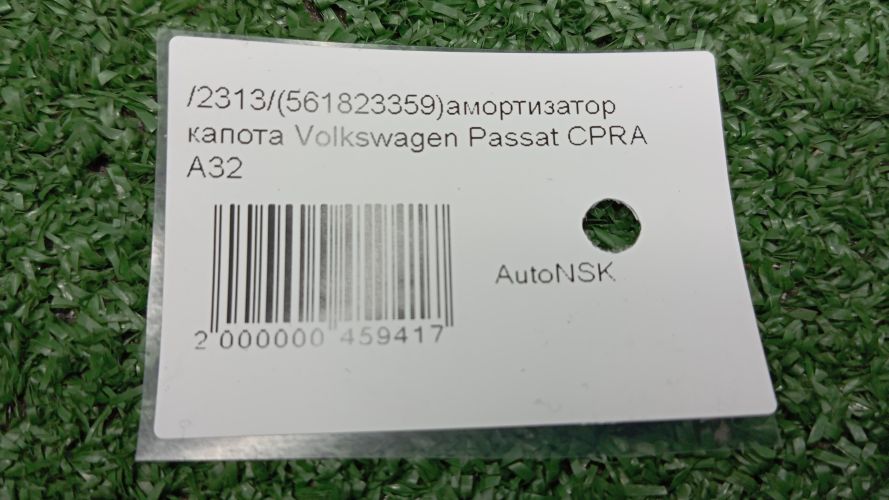 /2313/(561823359)амортизатор
капота Volkswagen Passat CPRA
A32
AutoNSK
2 000000 459417